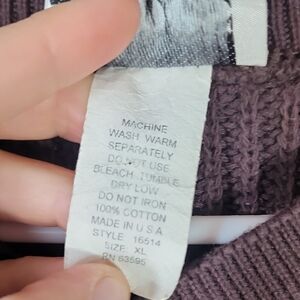 MACHINE
WASH WARM
SEPARATELY
DO NOT USE
BLEACH TUMBLE
DRY LOW
DO NOT IRON
100% COTTON
MADE IN U S A
STYLE 16514
SIZE XL
RN 63595